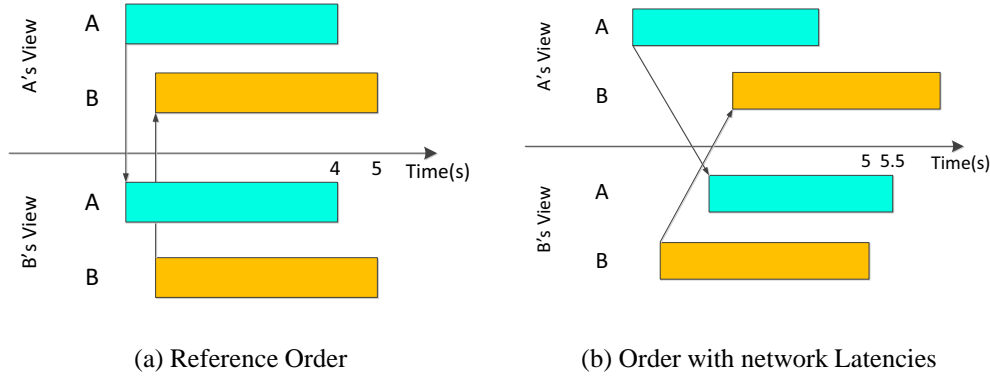 A's View
A
B
4
5
Time(s)
B's View
A
B
(a) Reference Order
A's View
A
B
5
5.5
Time(s)
B's View
A
B
(b) Order with network Latencies